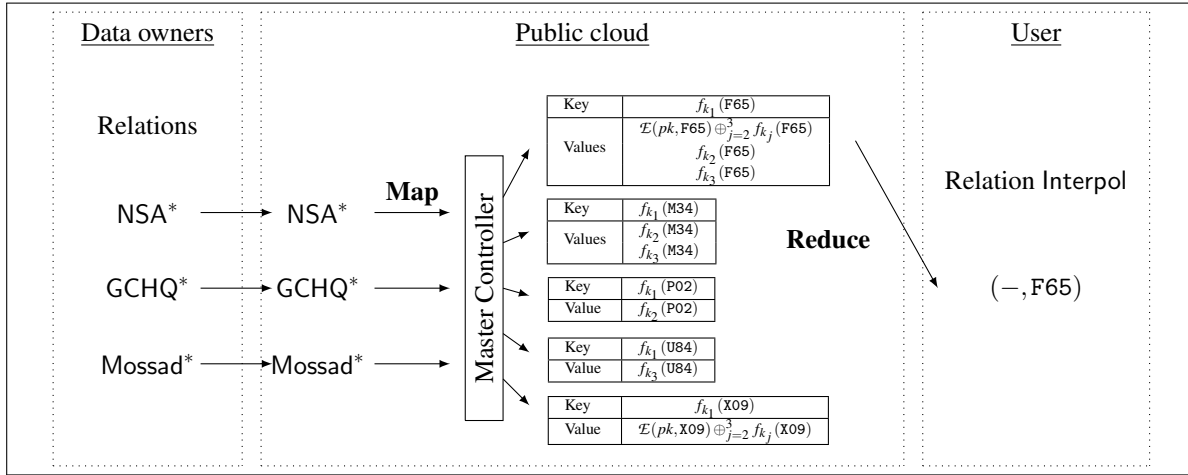 Data owners
Public cloud
User
Relations
NSA*
GCHQ*
Mossad*
NSA*
GCHQ*
Mossad*
Map
Master Controller
Key f_{k_1}(F65)
Values ℰ(pk,F65) ⊕_{j=2}^{3} f_{k_j}(F65)
f_{k_2}(F65)
f_{k_3}(F65)
Key f_{k_1}(M34)
Values f_{k_2}(M34)
f_{k_3}(M34)
Key f_{k_1}(P02)
Value f_{k_2}(P02)
Key f_{k_1}(U84)
Value f_{k_3}(U84)
Key f_{k_1}(X09)
Value ℰ(pk,X09) ⊕_{j=2}^{3} f_{k_j}(X09)
Reduce
Relation Interpol
(−,F65)